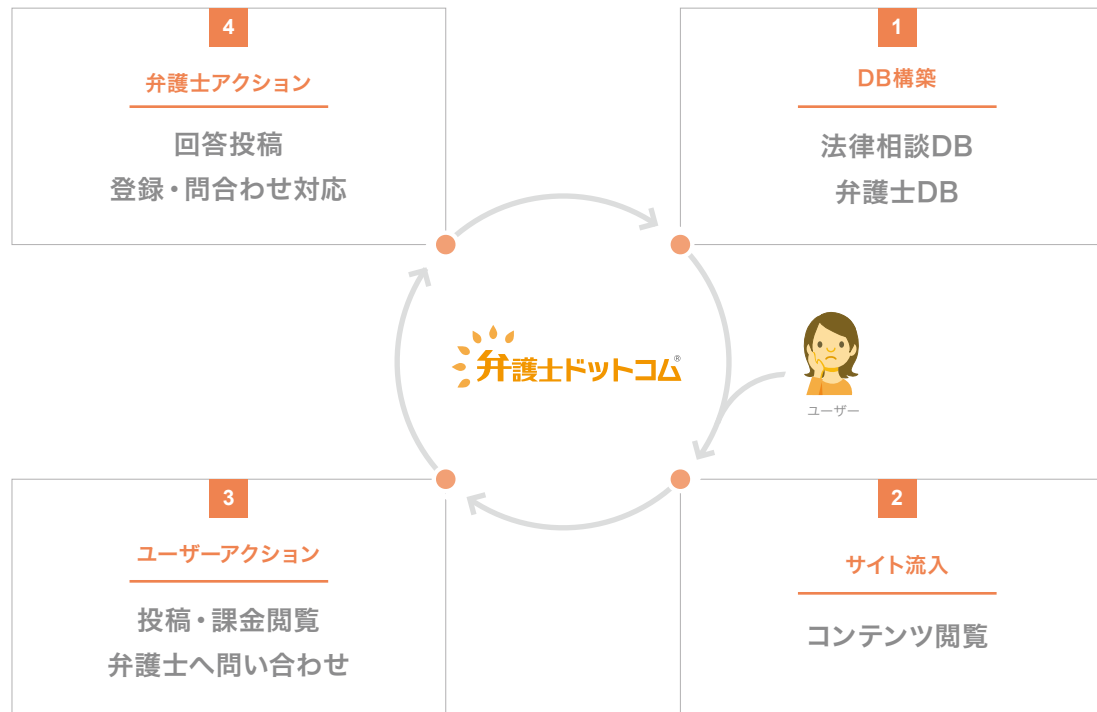 4
弁護士アクション
回答投稿
登録・問合わせ対応
1
DB構築
法律相談DB
弁護士DB
弁護士ドットコム®
ユーザー
3
ユーザーアクション
投稿・課金閲覧
弁護士へ問い合わせ
2
サイト流入
コンテンツ閲覧